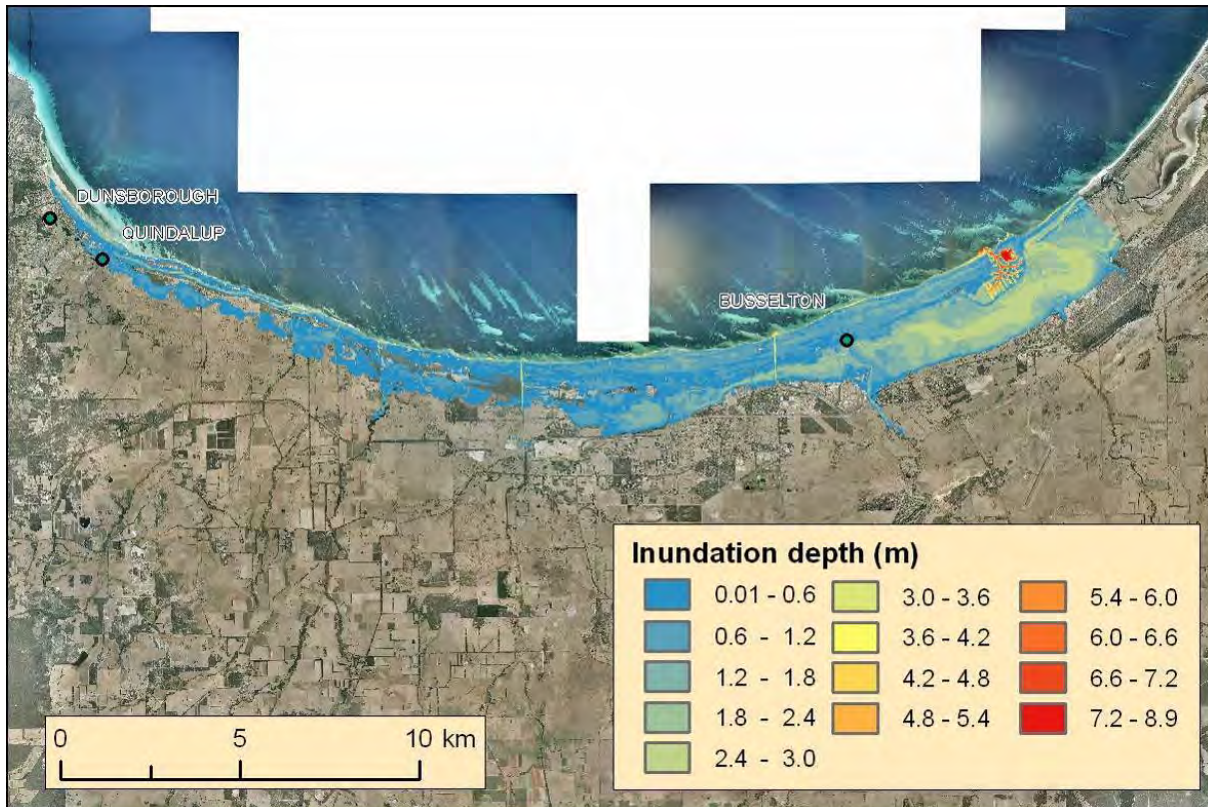 DUNSBOROUGH
QUINDALUP
BUSSELTON
Inundation depth (m)
0.01 - 0.6
0.6 - 1.2
1.2 - 1.8
1.8 - 2.4
2.4 - 3.0
3.0 - 3.6
3.6 - 4.2
4.2 - 4.8
4.8 - 5.4
5.4 - 6.0
6.0 - 6.6
6.6 - 7.2
7.2 - 8.9
0 5 10 km